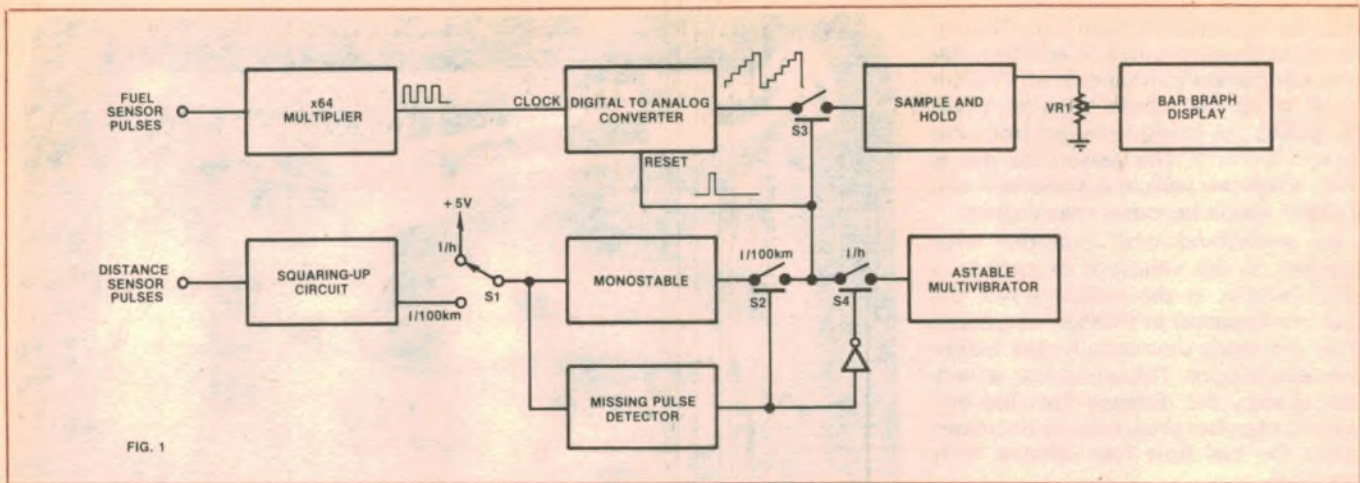 FUEL
SENSOR
PULSES
x64
MULTIPLIER
CLOCK
DIGITAL TO ANALOG
CONVERTER
RESET
S3
SAMPLE AND
HOLD
VR1
BAR BRAPH
DISPLAY
DISTANCE
SENSOR
PULSES
SQUARING-UP
CIRCUIT
+5V
l/h
S1
l/100km
MONOSTABLE
l/100km
S2
l/h
S4
ASTABLE
MULTIVIBRATOR
MISSING PULSE
DETECTOR
FIG. 1